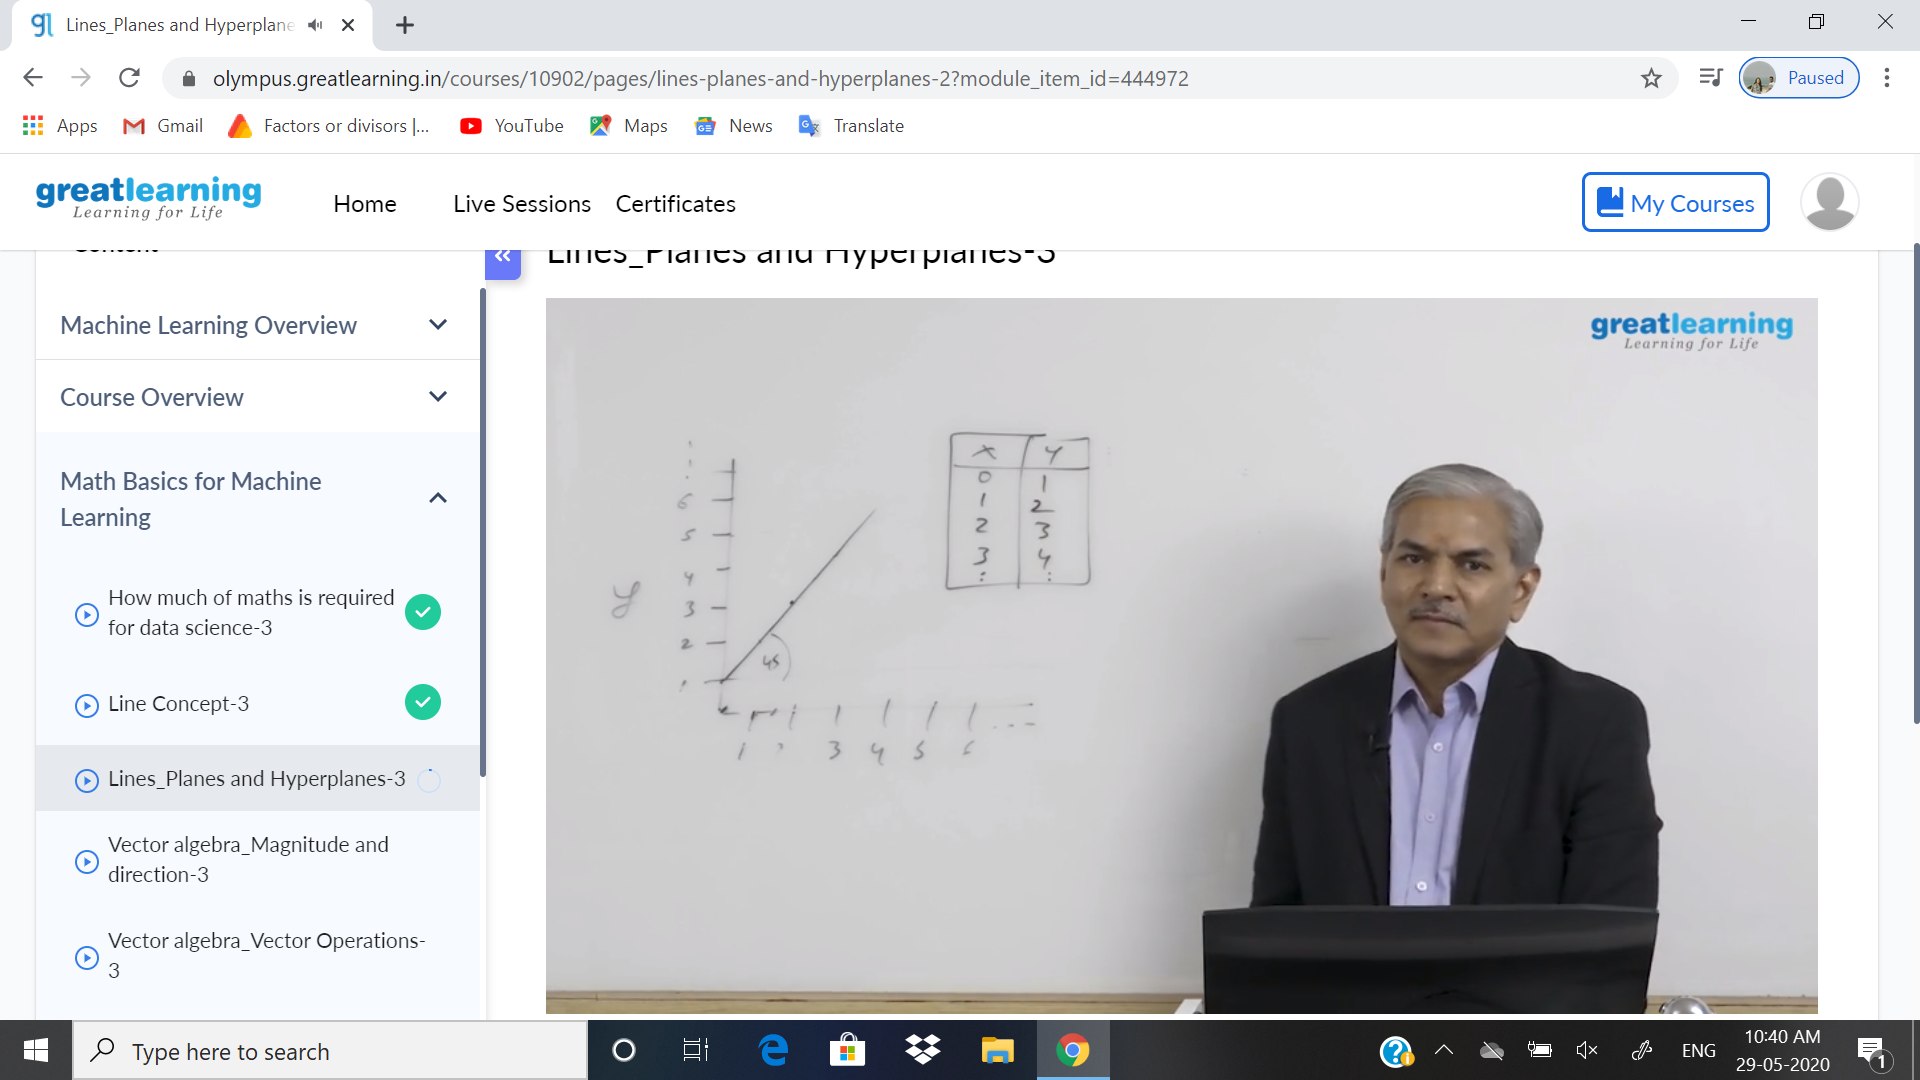 Lines_Planes and Hyperplane
olympus.greatlearning.in/courses/10902/pages/lines-planes-and-hyperplanes-2?module_item_id=444972
Paused
Apps
Gmail
Factors or divisors |...
YouTube
Maps
News
Translate
greatlearning
Learning for Life
Home
Live Sessions
Certificates
My Courses
Content
Lines_Planes and Hyperplanes-3
Machine Learning Overview
Course Overview
Math Basics for Machine
Learning
How much of maths is required
for data science-3
Line Concept-3
Lines_Planes and Hyperplanes-3
Vector algebra_Magnitude and
direction-3
Vector algebra_Vector Operations-
3
greatlearning
Learning for Life
x y
0 1
1 2
2 3
3 4
: :
6
5
4
3
2
1
y
45
1 2 3 4 5 6
Type here to search
ENG
10:40 AM
29-05-2020
1